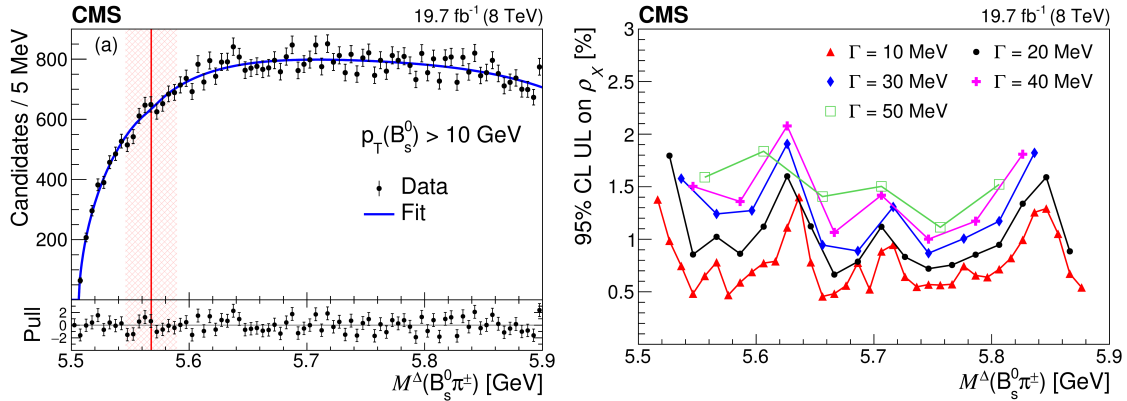 CMS 19.7 fb⁻¹ (8 TeV)
(a)
Candidates / 5 MeV
800
600
400
200
p_T(B_s^0) > 10 GeV
Data
Fit
Pull
2
0
−2
5.5 5.6 5.7 5.8 5.9
M^Δ(B_s^0π^±) [GeV]
CMS 19.7 fb⁻¹ (8 TeV)
95% CL UL on ρ_X [%]
3
2.5
2
1.5
1
0.5
Γ = 10 MeV Γ = 20 MeV
Γ = 30 MeV Γ = 40 MeV
Γ = 50 MeV
5.5 5.6 5.7 5.8 5.9
M^Δ(B_s^0π^±) [GeV]